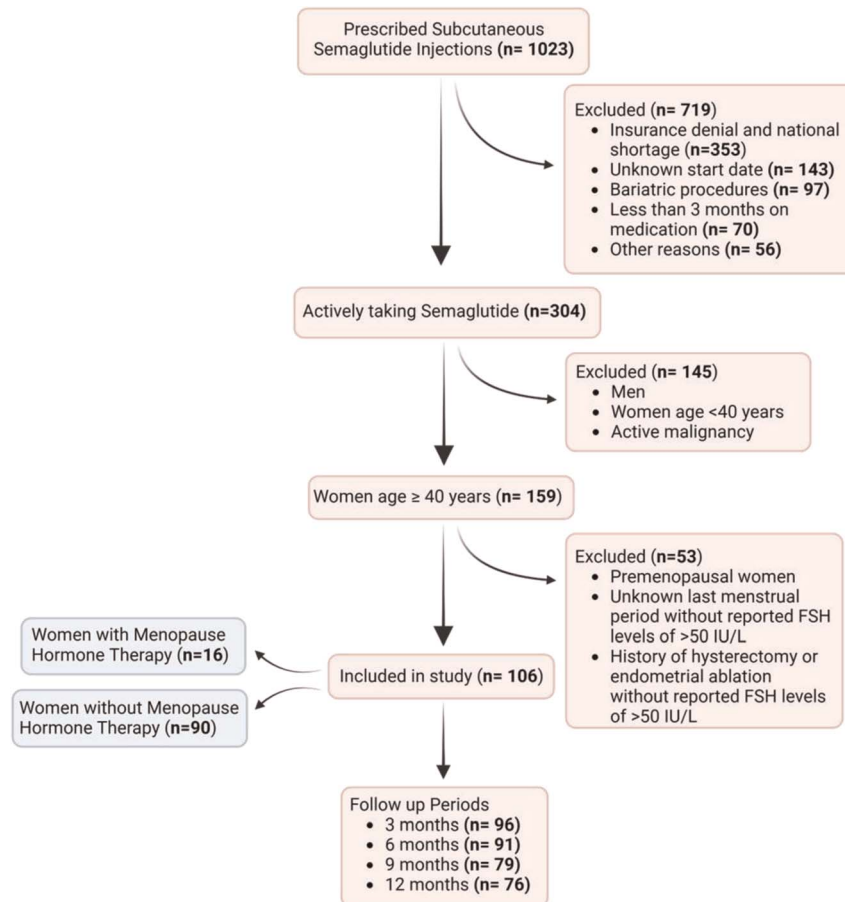 Prescribed Subcutaneous
Semaglutide Injections (n= 1023)
Excluded (n= 719)
• Insurance denial and national
shortage (n=353)
• Unknown start date (n= 143)
• Bariatric procedures (n= 97)
• Less than 3 months on
medication (n= 70)
• Other reasons (n= 56)
Actively taking Semaglutide (n=304)
Excluded (n= 145)
• Men
• Women age <40 years
• Active malignancy
Women age ≥ 40 years (n= 159)
Excluded (n=53)
• Premenopausal women
• Unknown last menstrual
period without reported FSH
levels of >50 IU/L
• History of hysterectomy or
endometrial ablation
without reported FSH levels
of >50 IU/L
Women with Menopause
Hormone Therapy (n=16)
Included in study (n= 106)
Women without Menopause
Hormone Therapy (n=90)
Follow up Periods
• 3 months (n= 96)
• 6 months (n= 91)
• 9 months (n= 79)
• 12 months (n= 76)